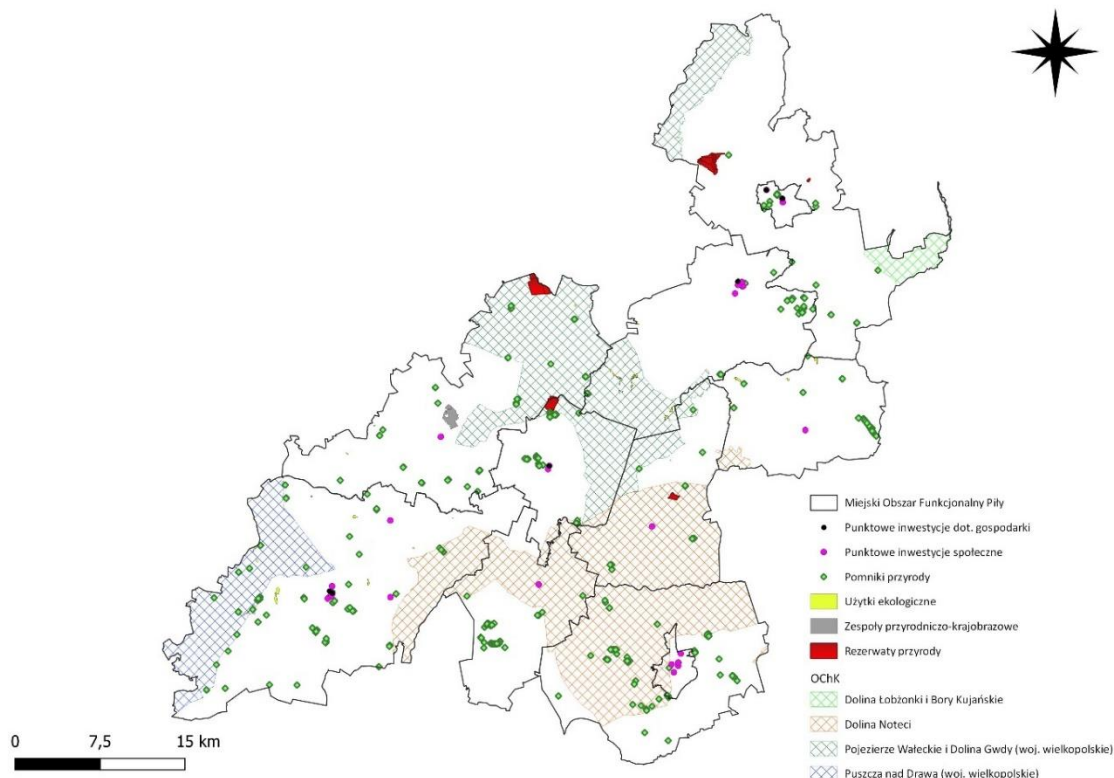 Miejski Obszar Funkcjonalny Piły
Punktowe inwestycje dot. gospodarki
Punktowe inwestycje społeczne
Pomniki przyrody
Użytki ekologiczne
Zespoły przyrodniczo-krajobrazowe
Rezerwaty przyrody
OChK
Dolina Łobżonki i Bory Kujańskie
Dolina Noteci
Pojezierze Wałeckie i Dolina Gwdy (woj. wielkopolskie)
Puszcza nad Drawą (woj. wielkopolskie)
0 7,5 15 km